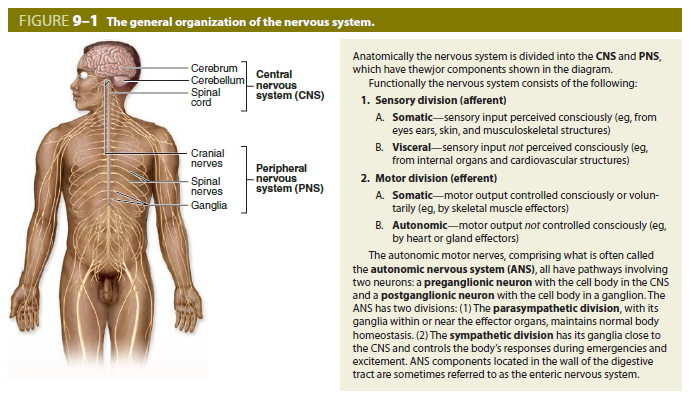 FIGURE 9–1 The general organization of the nervous system.
Cerebrum
Cerebellum
Spinal
cord
Central
nervous
system (CNS)
Cranial
nerves
Spinal
nerves
Ganglia
Peripheral
nervous
system (PNS)
Anatomically the nervous system is divided into the CNS and PNS,
which have thewjor components shown in the diagram.
Functionally the nervous system consists of the following:
1. Sensory division (afferent)
A. Somatic—sensory input perceived consciously (eg, from
eyes ears, skin, and musculoskeletal structures)
B. Visceral—sensory input not perceived consciously (eg,
from internal organs and cardiovascular structures)
2. Motor division (efferent)
A. Somatic—motor output controlled consciously or volun-
tarily (eg, by skeletal muscle effectors)
B. Autonomic—motor output not controlled consciously (eg,
by heart or gland effectors)
The autonomic motor nerves, comprising what is often called
the autonomic nervous system (ANS), all have pathways involving
two neurons: a preganglionic neuron with the cell body in the CNS
and a postganglionic neuron with the cell body in a ganglion. The
ANS has two divisions: (1) The parasympathetic division, with its
ganglia within or near the effector organs, maintains normal body
homeostasis. (2) The sympathetic division has its ganglia close to
the CNS and controls the body's responses during emergencies and
excitement. ANS components located in the wall of the digestive
tract are sometimes referred to as the enteric nervous system.